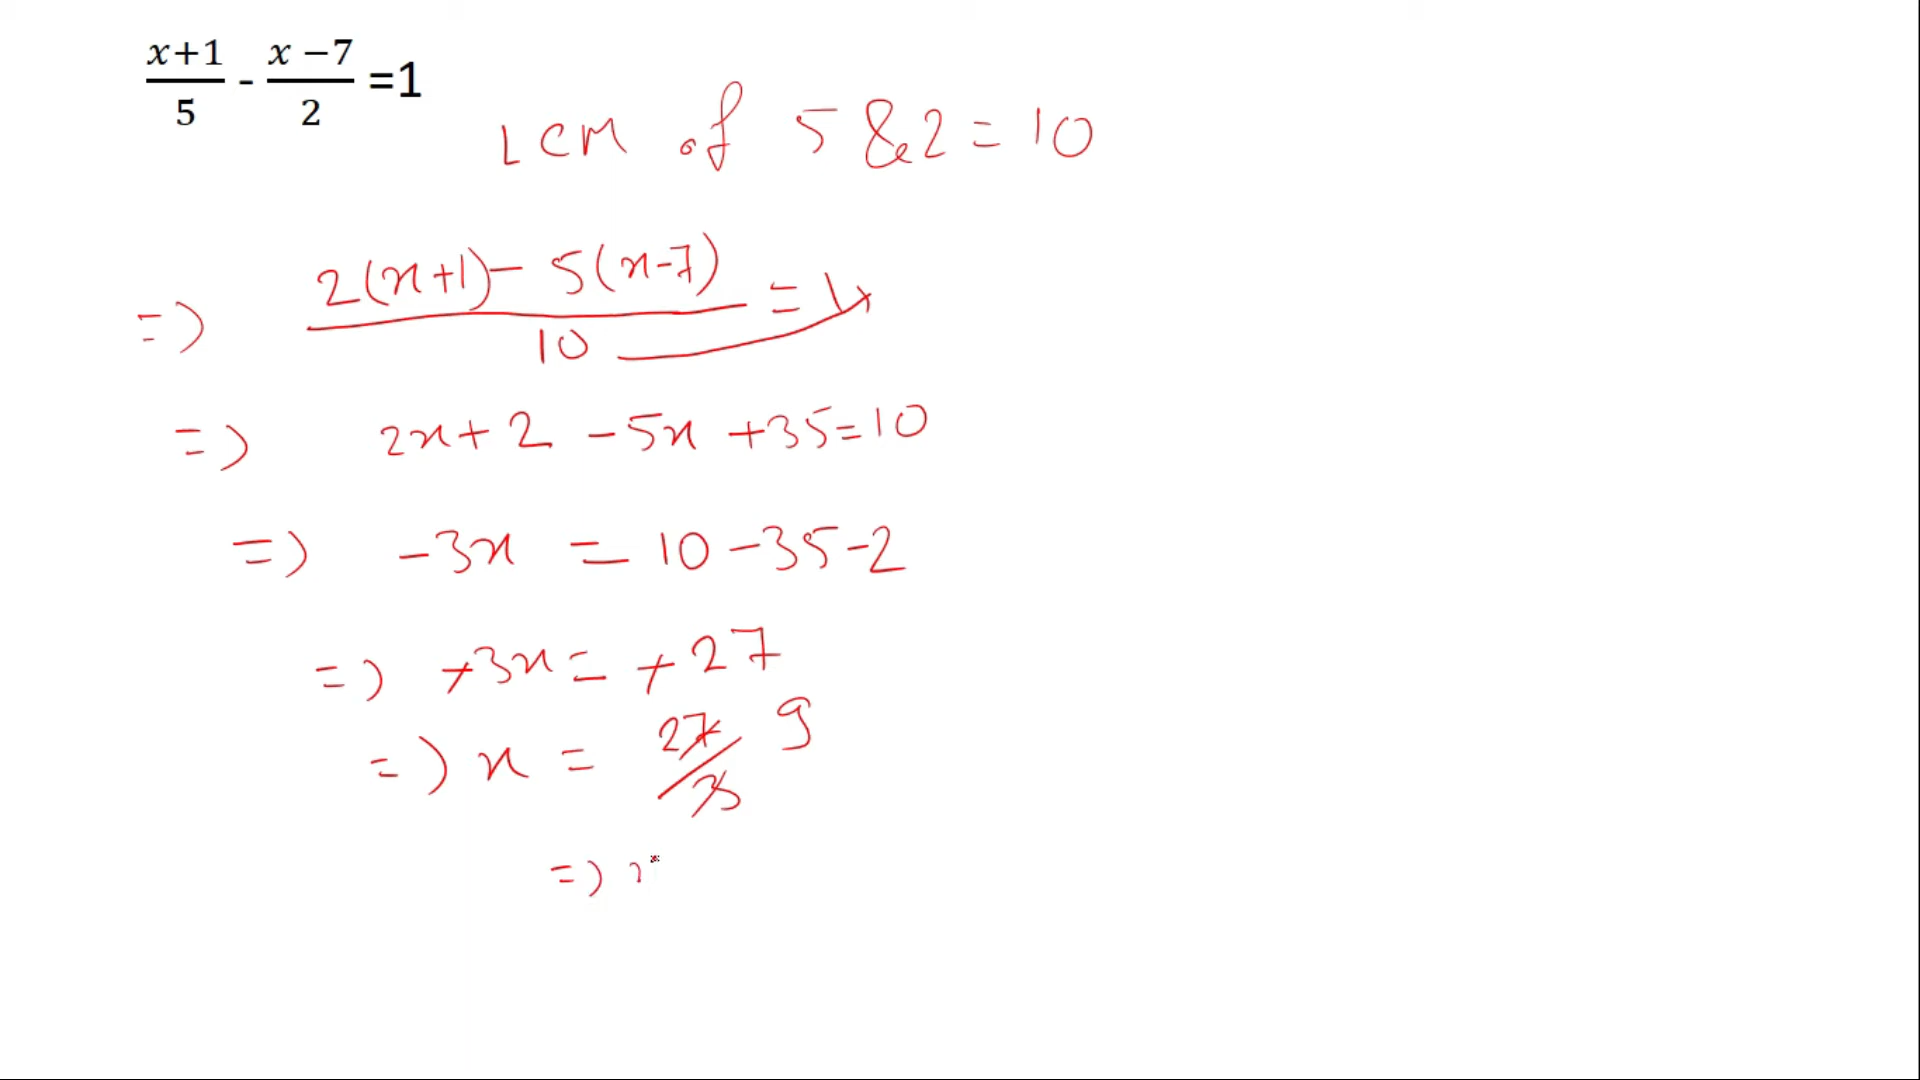 x+1/5 - x −7/2 =1
LCM of 5 & 2 = 10
=> 2(x+1) - 5(x-7)/10 = 1
=> 2x + 2 - 5x + 35 = 10
=> -3x = 10 - 35 - 2
=> +3x = +27
=> x = 27/3 9
=>